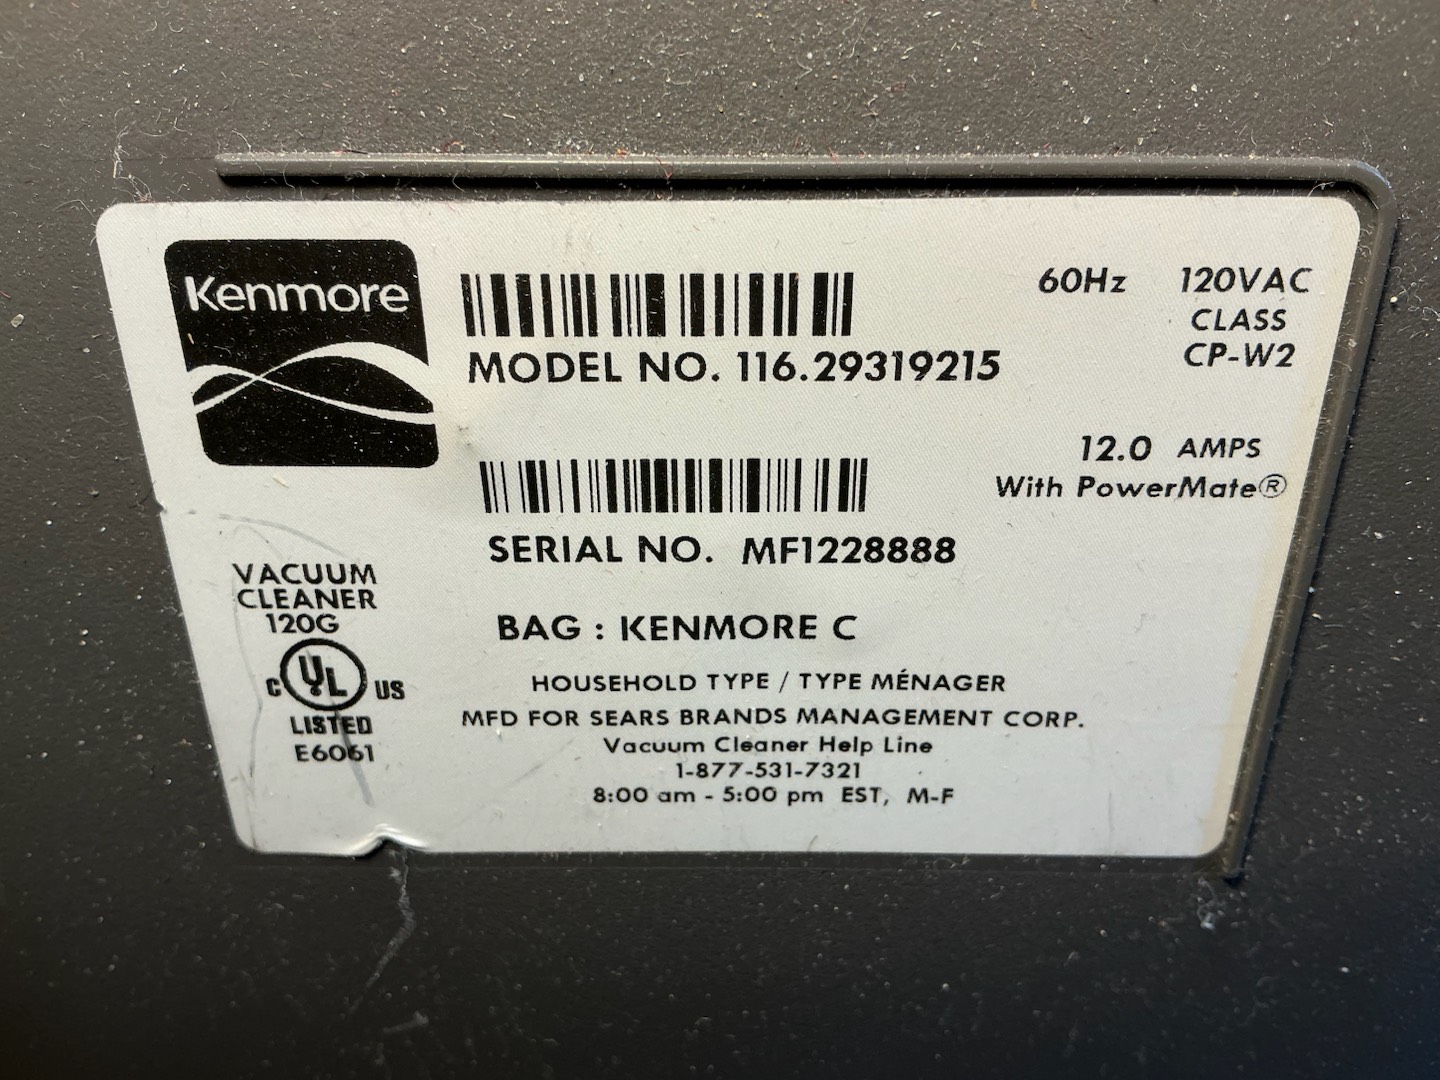 Kenmore
MODEL NO. 116.29319215
60Hz 120VAC
CLASS
CP-W2
12.0 AMPS
With PowerMate®
SERIAL NO. MF1228888
BAG : KENMORE C
VACUUM
CLEANER
120G
C UL US
LISTED
E6061
HOUSEHOLD TYPE / TYPE MÉNAGER
MFD FOR SEARS BRANDS MANAGEMENT CORP.
Vacuum Cleaner Help Line
1-877-531-7321
8:00 am - 5:00 pm EST, M-F